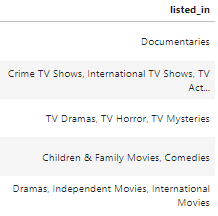 listed_in
Documentaries
Crime TV Shows, International TV Shows, TV
Act...
TV Dramas, TV Horror, TV Mysteries
Children & Family Movies, Comedies
Dramas, Independent Movies, International
Movies